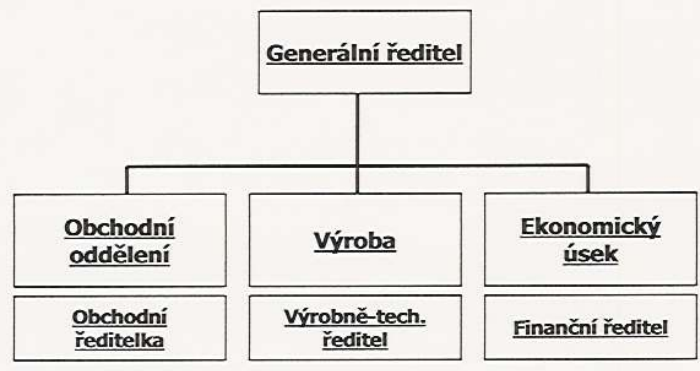 Generální ředitel
Obchodní
oddělení
Výroba
Ekonomický
úsek
Obchodní
ředitelka
Výrobně-tech.
ředitel
Finanční ředitel